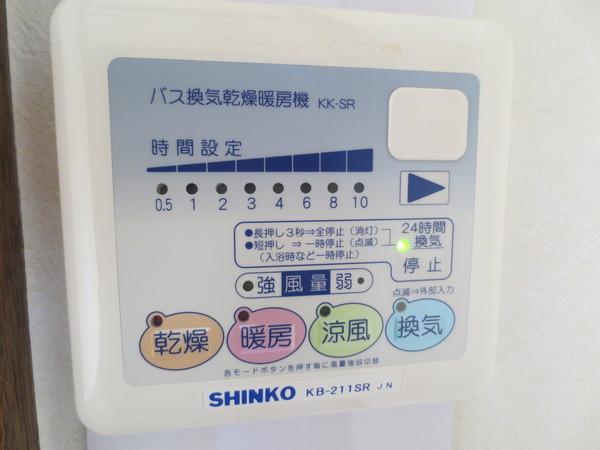 バス換気乾燥暖房機 KK-SR
時間設定
0.5 1 2 3 4 6 8 10
●長押し3秒⇒全停止(消灯)
●短押し ⇒一時停止(点滅)
(入浴時など一時停止)
24時間
換気
停止
強 風量 弱
点滅⇒外部入力
乾燥 暖房 涼風 換気
各モードボタンを押す毎に風量強弱切替
SHINKO KB-211SR JN